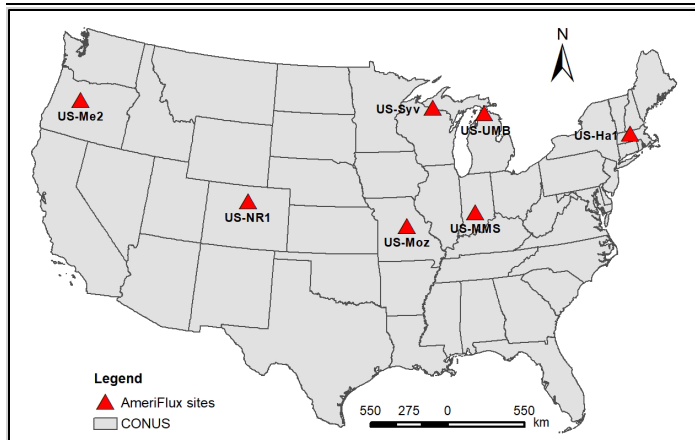 N
US-Me2
US-Syv
US-UMB
US-Ha1
US-NR1
US-Moz
US-MMS
Legend
AmeriFlux sites
CONUS
550 275 0 550
km